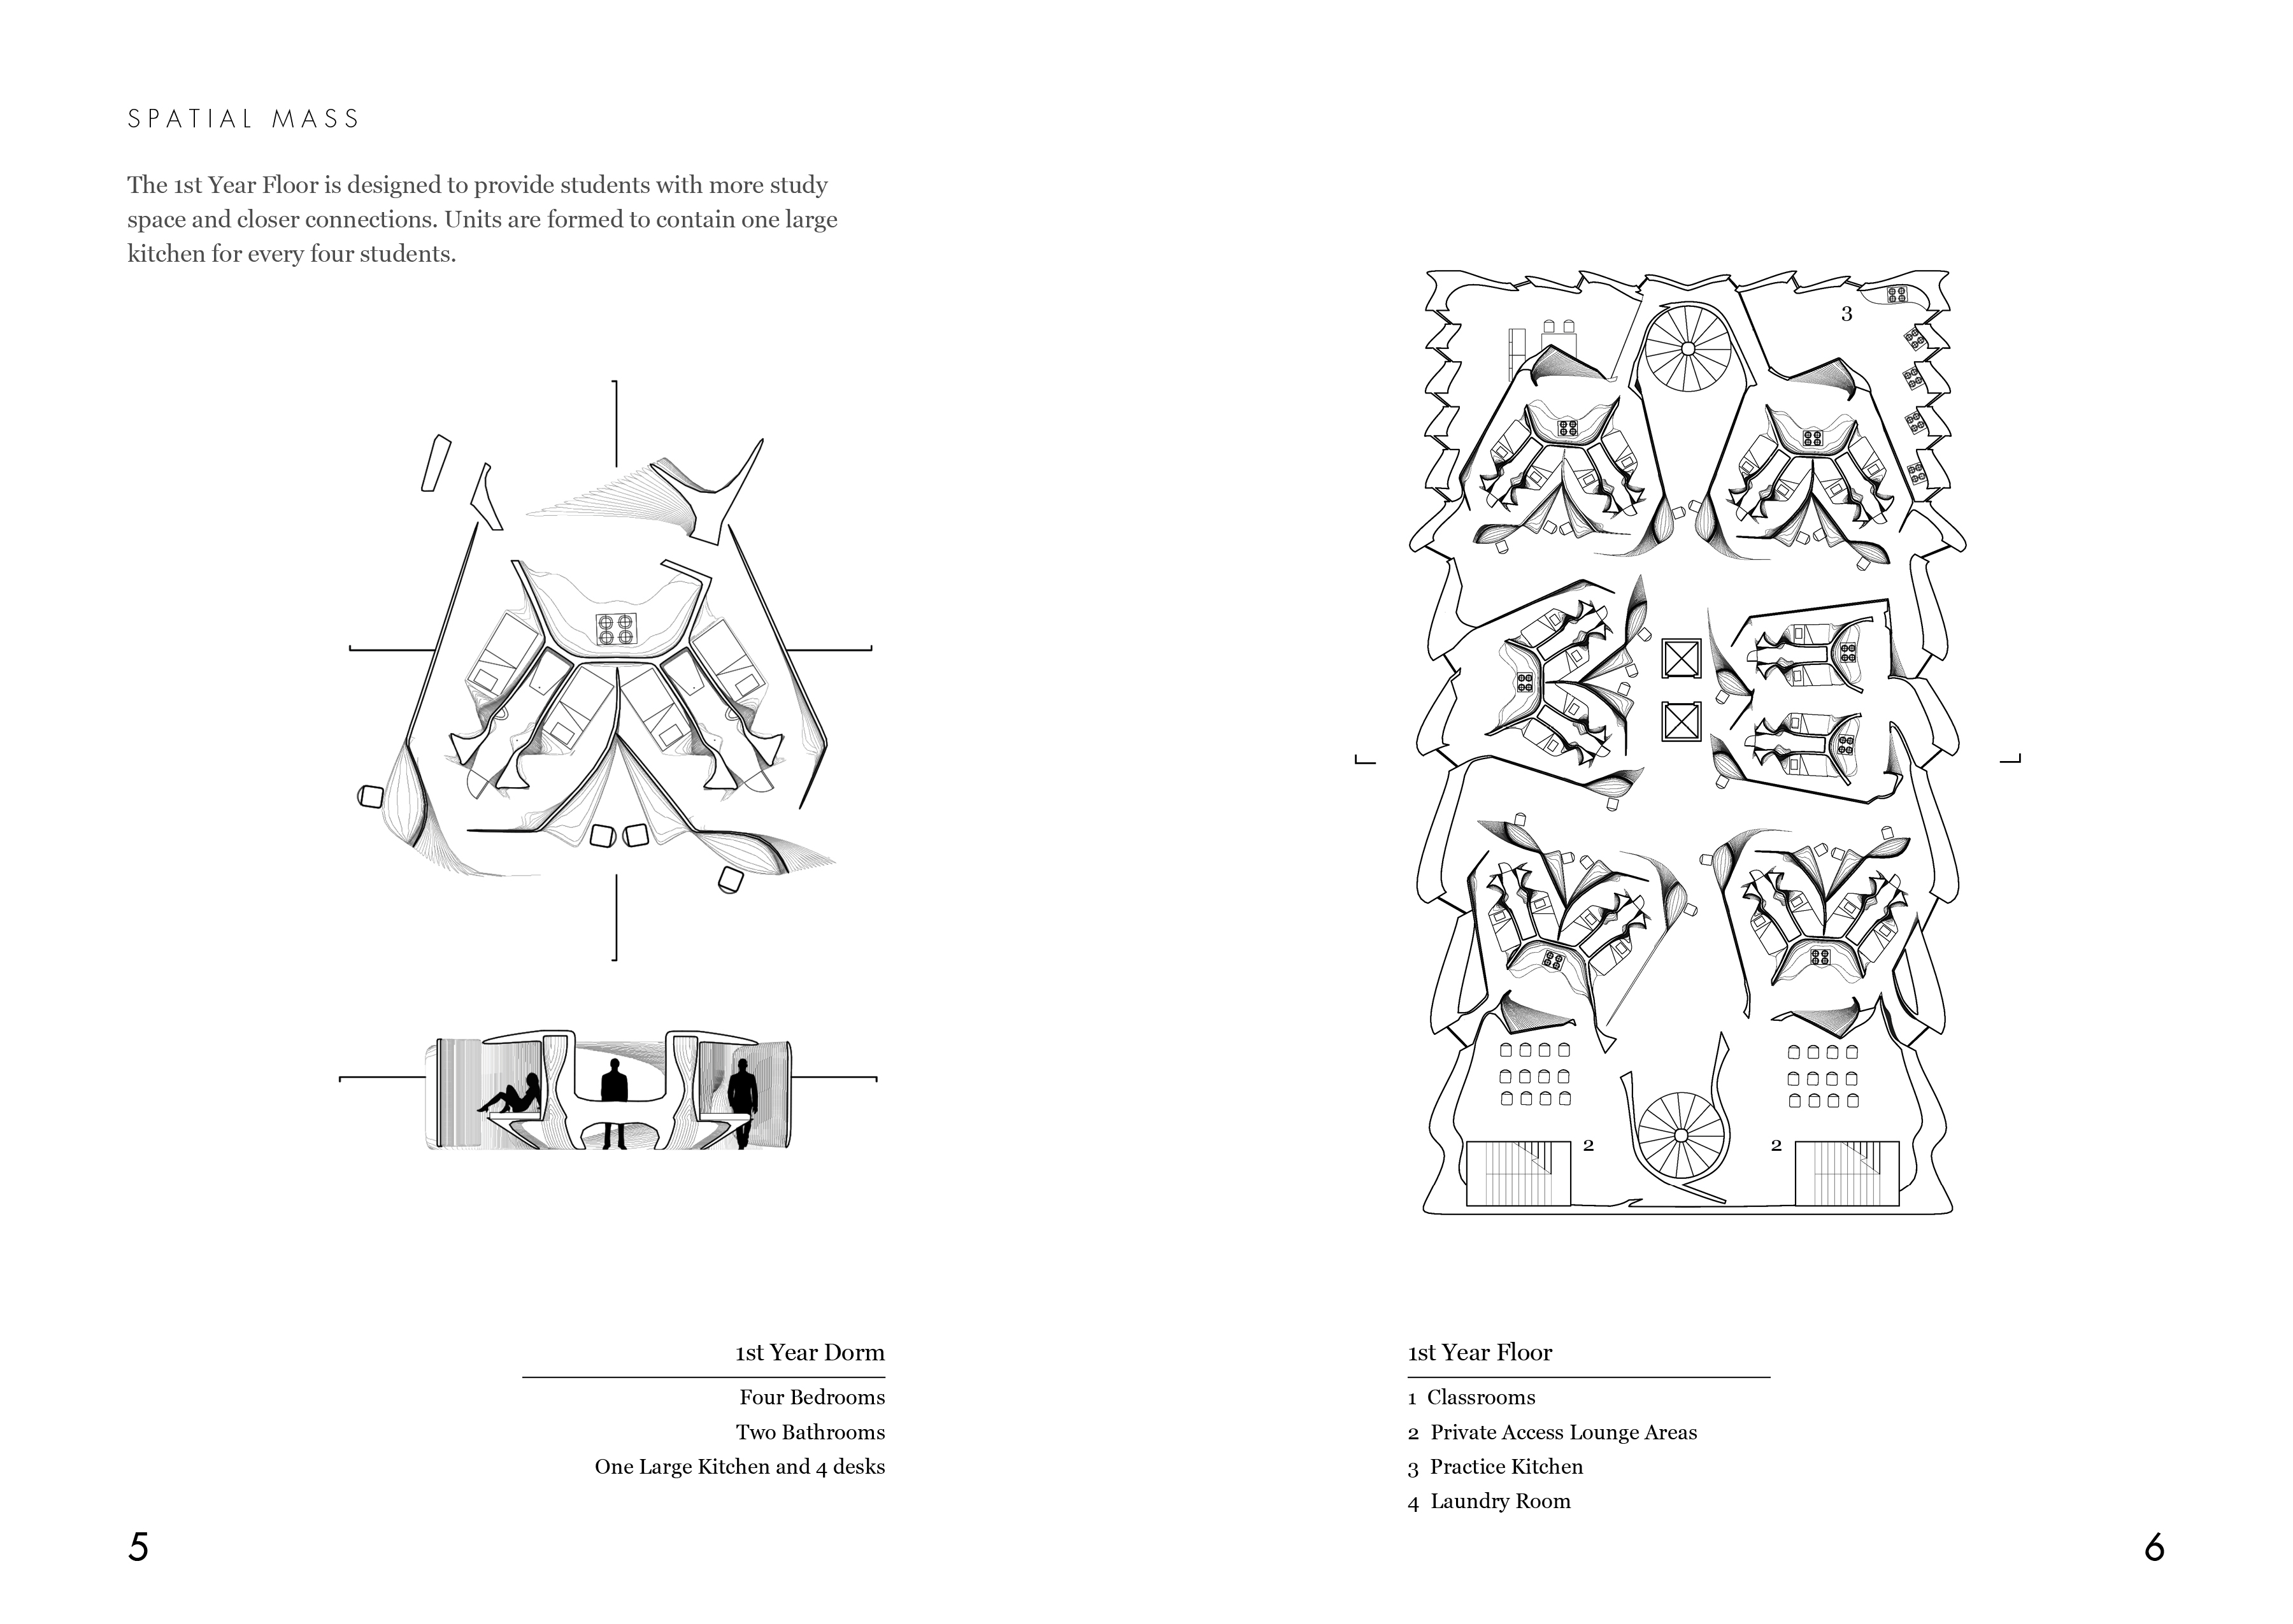 SPATIAL MASS
The 1st Year Floor is designed to provide students with more study
space and closer connections. Units are formed to contain one large
kitchen for every four students.
1st Year Dorm
Four Bedrooms
Two Bathrooms
One Large Kitchen and 4 desks
5
3
2
2
1st Year Floor
1 Classrooms
2 Private Access Lounge Areas
3 Practice Kitchen
4 Laundry Room
6